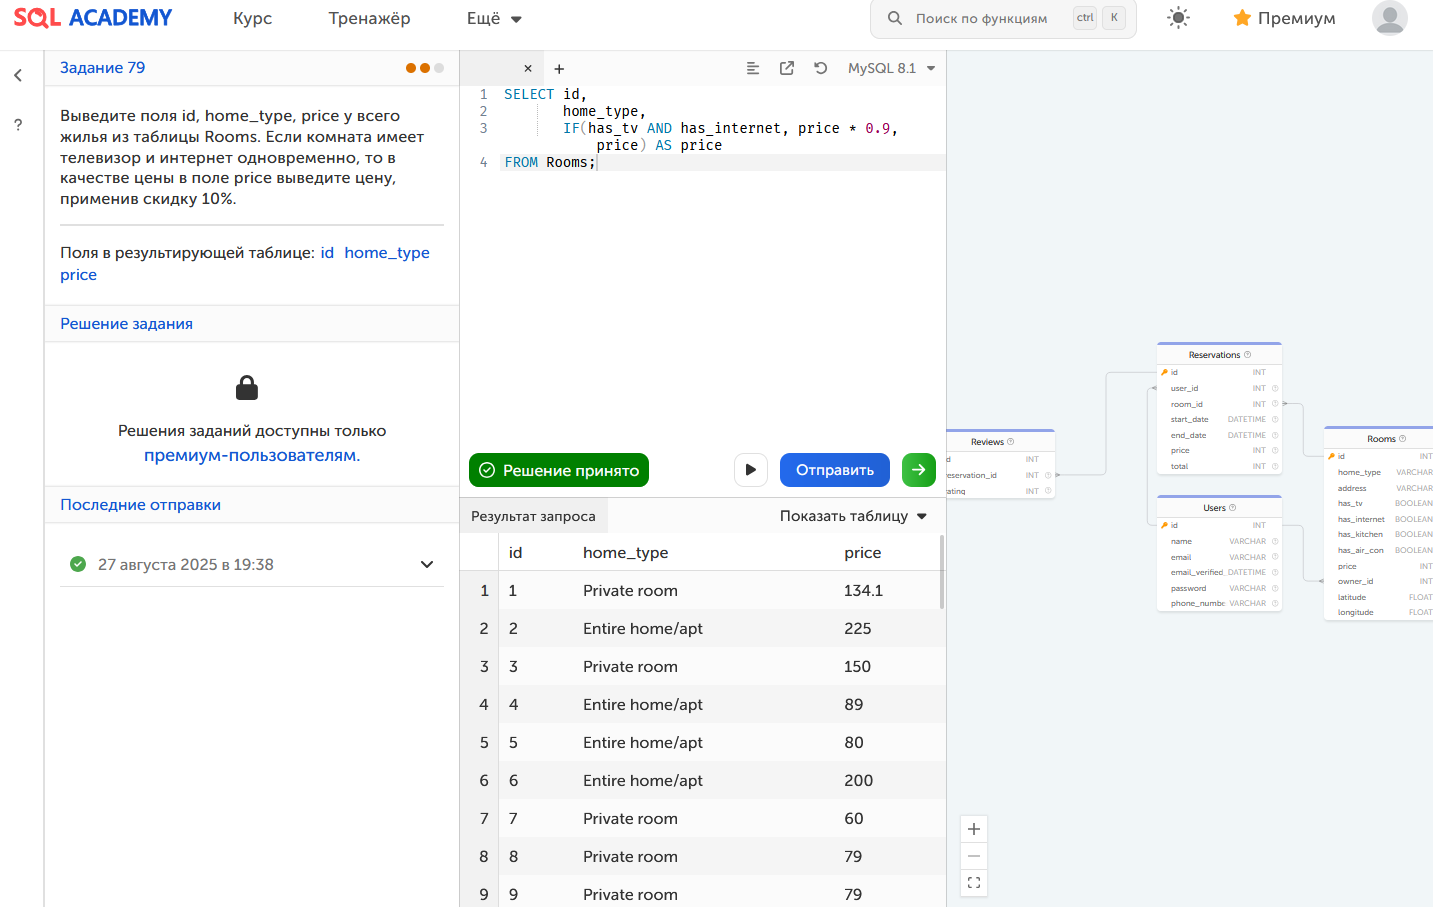 SQL ACADEMY
Курс
Тренажёр
Ещё
Поиск по функциям
ctrl
K
Премиум
Задание 79
Выведите поля id, home_type, price у всего
жилья из таблицы Rooms. Если комната имеет
телевизор и интернет одновременно, то в
качестве цены в поле price выведите цену,
применив скидку 10%.
Поля в результирующей таблице: id home_type
price
Решение задания
Решения заданий доступны только
премиум-пользователям.
Последние отправки
27 августа 2025 в 19:38
?
× +
MySQL 8.1
1 SELECT id,
2 home_type,
3 IF(has_tv AND has_internet, price * 0.9,
price) AS price
4 FROM Rooms;
Решение принято
Отправить
Результат запроса
Показать таблицу
id home_type price
1 1 Private room 134.1
2 2 Entire home/apt 225
3 3 Private room 150
4 4 Entire home/apt 89
5 5 Entire home/apt 80
6 6 Entire home/apt 200
7 7 Private room 60
8 8 Private room 79
9 9 Private room 79
Reviews
d INT
eservation_id INT
ating INT
Reservations
id INT
user_id INT
room_id INT
start_date DATETIME
end_date DATETIME
price INT
total INT
Users
id INT
name VARCHAR
email VARCHAR
email_verified_ DATETIME
password VARCHAR
phone_numbe VARCHAR
Rooms
id INT
home_type VARCHAR
address VARCHAR
has_tv BOOLEAN
has_internet BOOLEAN
has_kitchen BOOLEAN
has_air_con BOOLEAN
price INT
owner_id INT
latitude FLOAT
longitude FLOAT